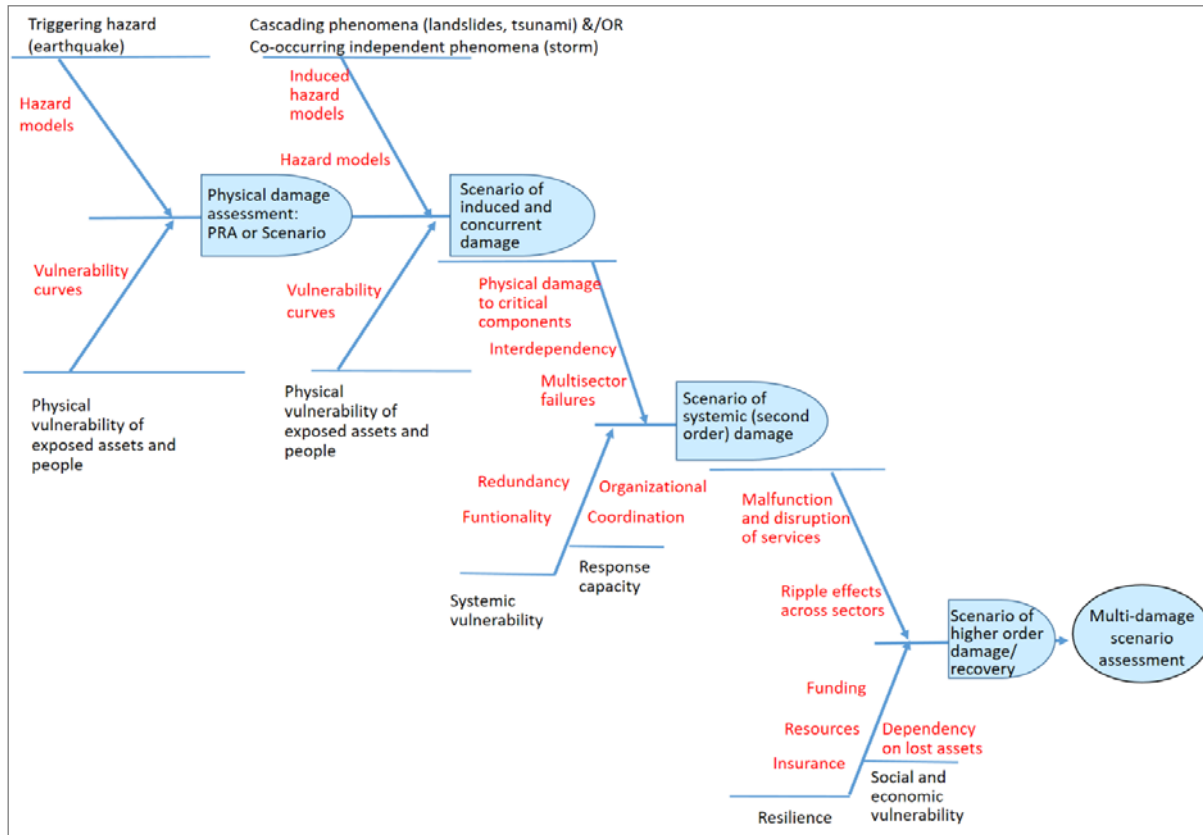 Triggering hazard
(earthquake)
Cascading phenomena (landslides, tsunami) &/OR
Co-occurring independent phenomena (storm)
Hazard
models
Induced
hazard
models
Hazard models
Physical damage
assessment:
PRA or Scenario
Scenario of
induced and
concurrent
damage
Vulnerability
curves
Vulnerability
curves
Physical
vulnerability of
exposed assets and
people
Physical
vulnerability of
exposed assets and
people
Physical damage
to critical
components
Interdependency
Multisector
failures
Scenario of
systemic (second
order) damage
Redundancy
Funtionality
Organizational
Coordination
Systemic
vulnerability
Response
capacity
Malfunction
and disruption
of services
Ripple effects
across sectors
Scenario of
higher order
damage/
recovery
Multi-damage
scenario
assessment
Funding
Resources
Insurance
Dependency
on lost assets
Resilience
Social and
economic
vulnerability